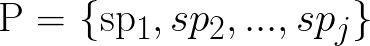 P = {sp₁, sp₂, ..., spⱼ}